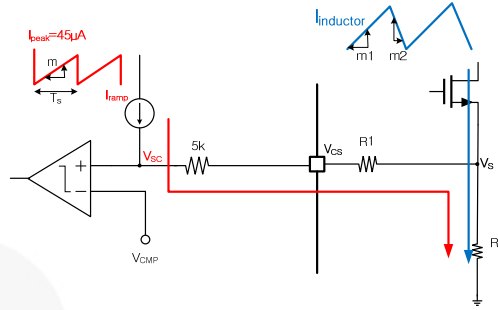 Ipeak=45μA
m
Ts
Iramp
Iinductor
m1
m2
5k
VSC
VCS
R1
VS
+
−
VCMP
R